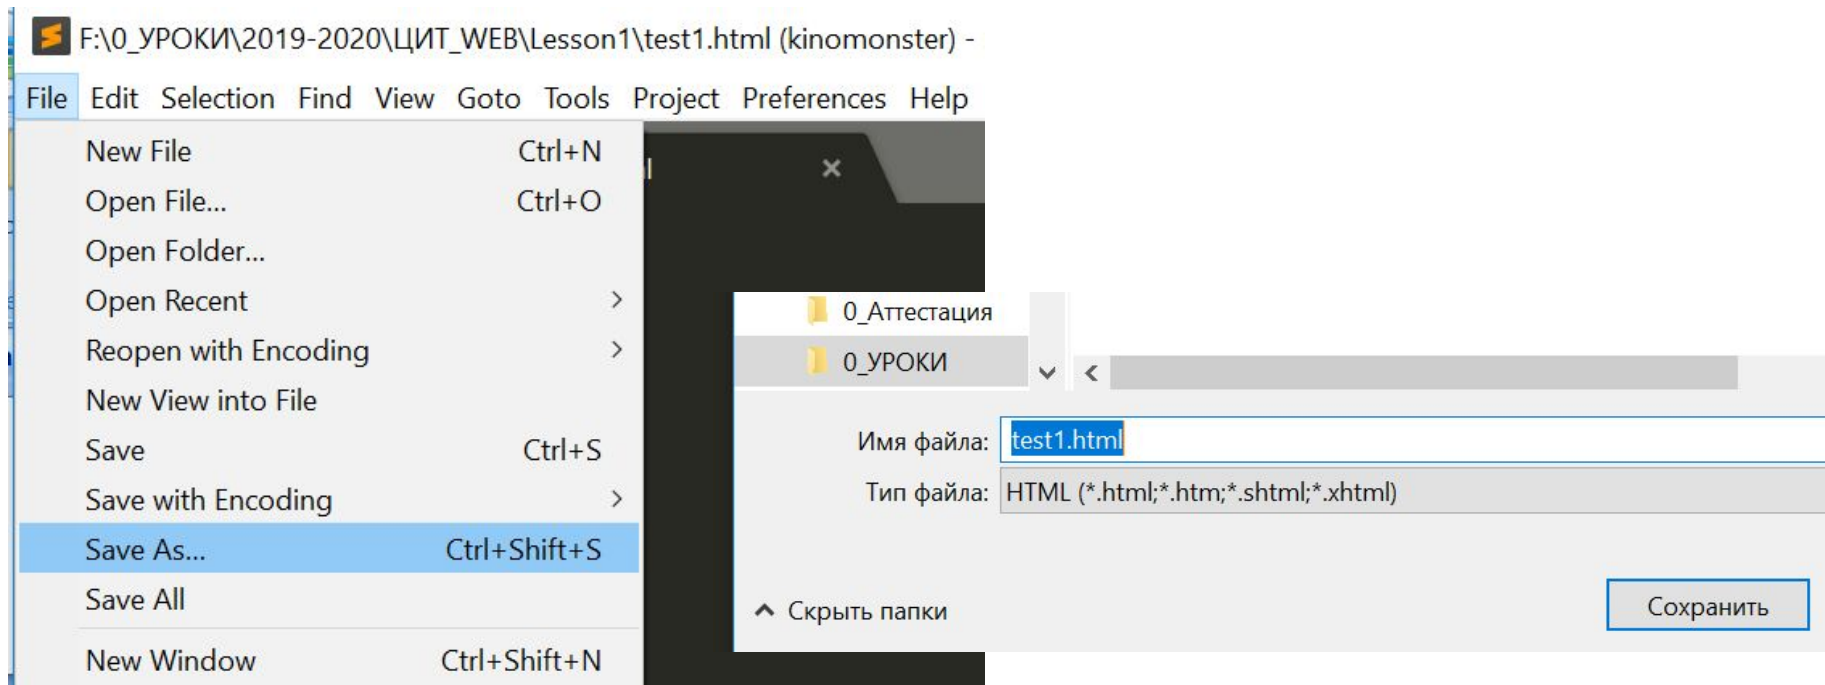 F:\0_УРОКИ\2019-2020\ЦИТ_WEB\Lesson1\test1.html (kinomonster) -
File Edit Selection Find View Goto Tools Project Preferences Help
New File Ctrl+N
Open File... Ctrl+O
Open Folder...
Open Recent
Reopen with Encoding
New View into File
Save Ctrl+S
Save with Encoding
Save As... Ctrl+Shift+S
Save All
New Window Ctrl+Shift+N
0_Аттестация
0_УРОКИ
Имя файла: test1.html
Тип файла: HTML (*.html;*.htm;*.shtml;*.xhtml)
Скрыть папки
Сохранить